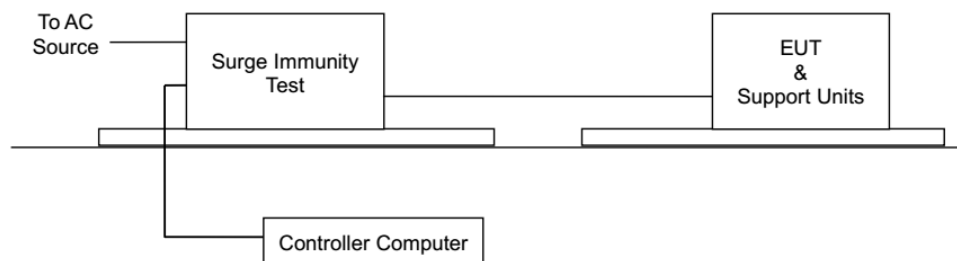 To AC
Source
Surge Immunity
Test
EUT
&
Support Units
Controller Computer